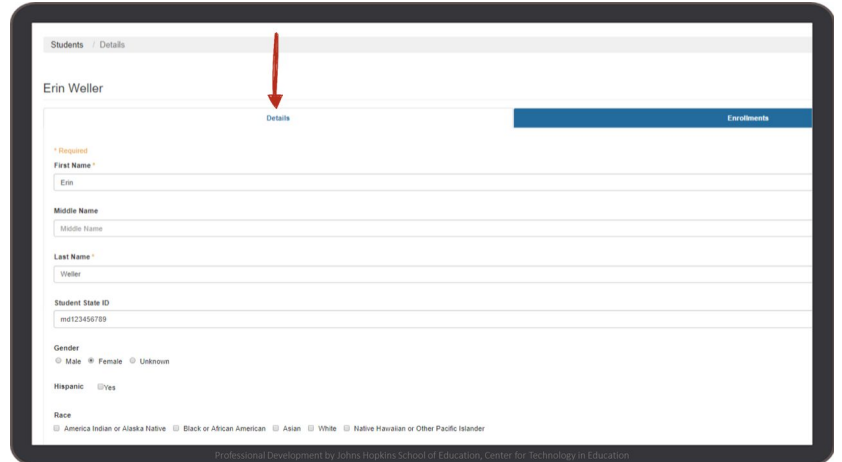 Students / Details
Erin Weller
Details Enrollments
* Required
First Name *
Erin
Middle Name
Middle Name
Last Name *
Weller
Student State ID
md123456789
Gender
Male Female Unknown
Hispanic Yes
Race
America Indian or Alaska Native Black or African American Asian White Native Hawaiian or Other Pacific Islander
Professional Development by Johns Hopkins School of Education, Center for Technology in Education